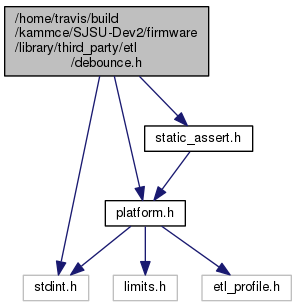 /home/travis/build
/kammce/SJSU-Dev2/firmware
/library/third_party/etl
/debounce.h
static_assert.h
platform.h
stdint.h
limits.h
etl_profile.h